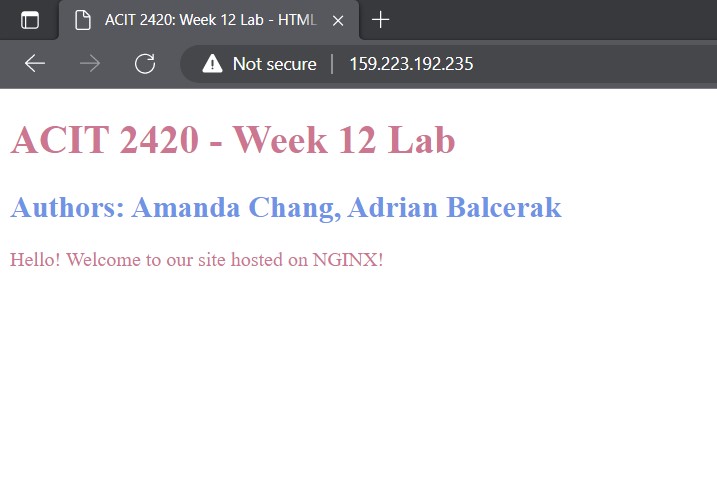 ACIT 2420: Week 12 Lab - HTML
Not secure | 159.223.192.235
ACIT 2420 - Week 12 Lab
Authors: Amanda Chang, Adrian Balcerak
Hello! Welcome to our site hosted on NGINX!